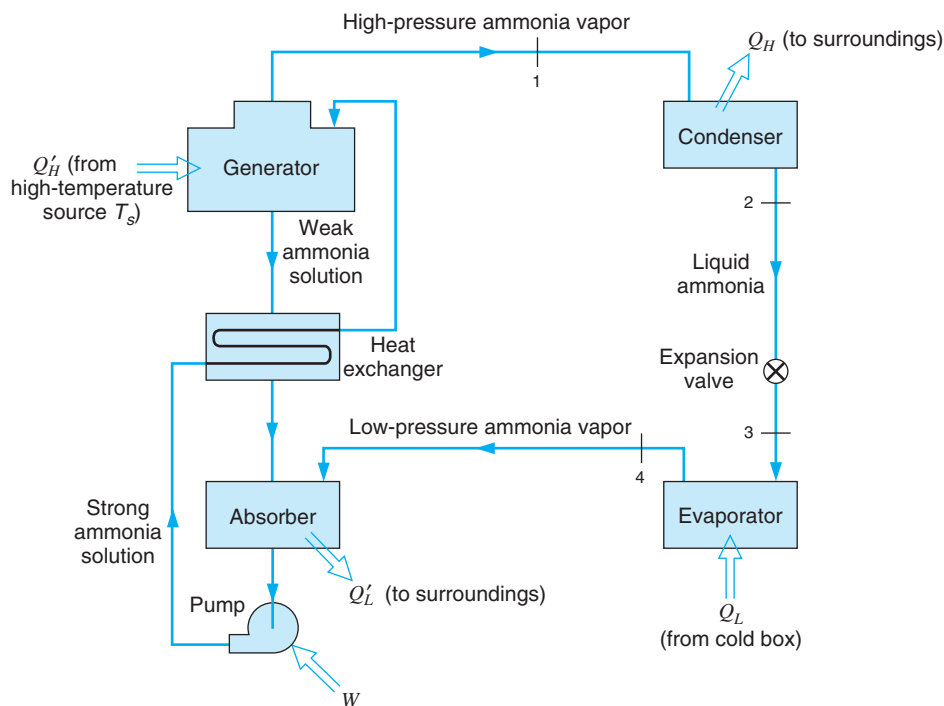 High-pressure ammonia vapor
1
Q_H (to surroundings)
Condenser
Generator
Q′_H (from
high-temperature
source T_s)
2
Weak
ammonia
solution
Liquid
ammonia
Heat
exchanger
Expansion
valve
3
Low-pressure ammonia vapor
4
Strong
ammonia
solution
Absorber
Evaporator
Q′_L (to surroundings)
Pump
Q_L
(from cold box)
W